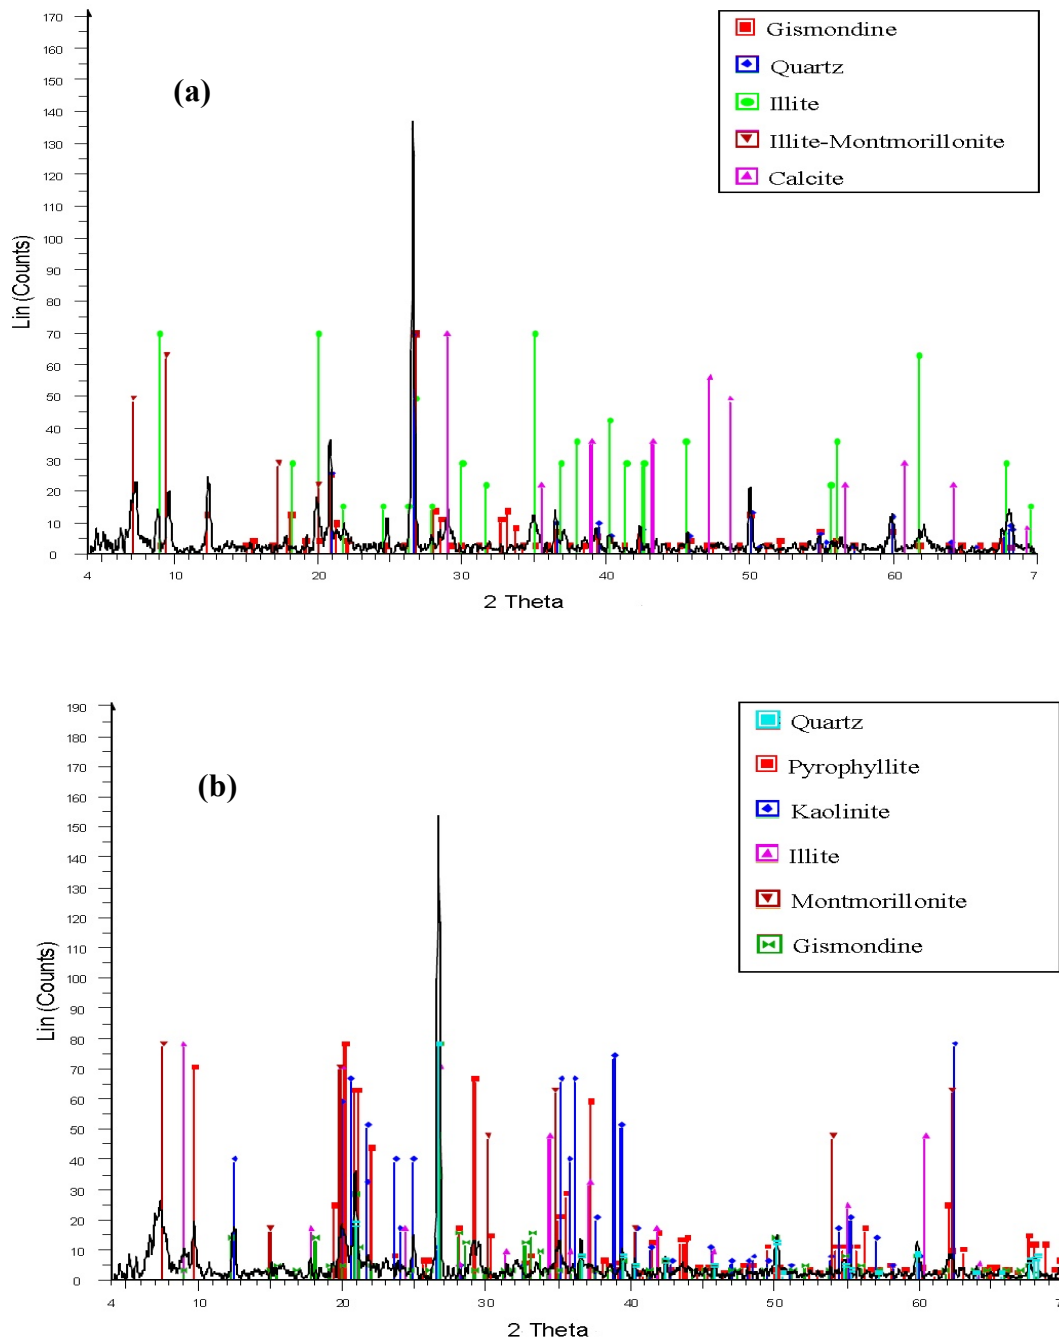 170
160
150
140
130
120
110
100
90
80
70
60
50
40
30
20
10
0
Lin (Counts)
(a)
Gismondine
Quartz
Illite
Illite-Montmorillonite
Calcite
4 10 20 30 40 50 60 7
2 Theta
190
180
170
160
150
140
130
120
110
100
90
80
70
60
50
40
30
20
10
0
Lin (Counts)
(b)
Quartz
Pyrophyllite
Kaolinite
Illite
Montmorillonite
Gismondine
4 10 20 30 40 50 60 70
2 Theta